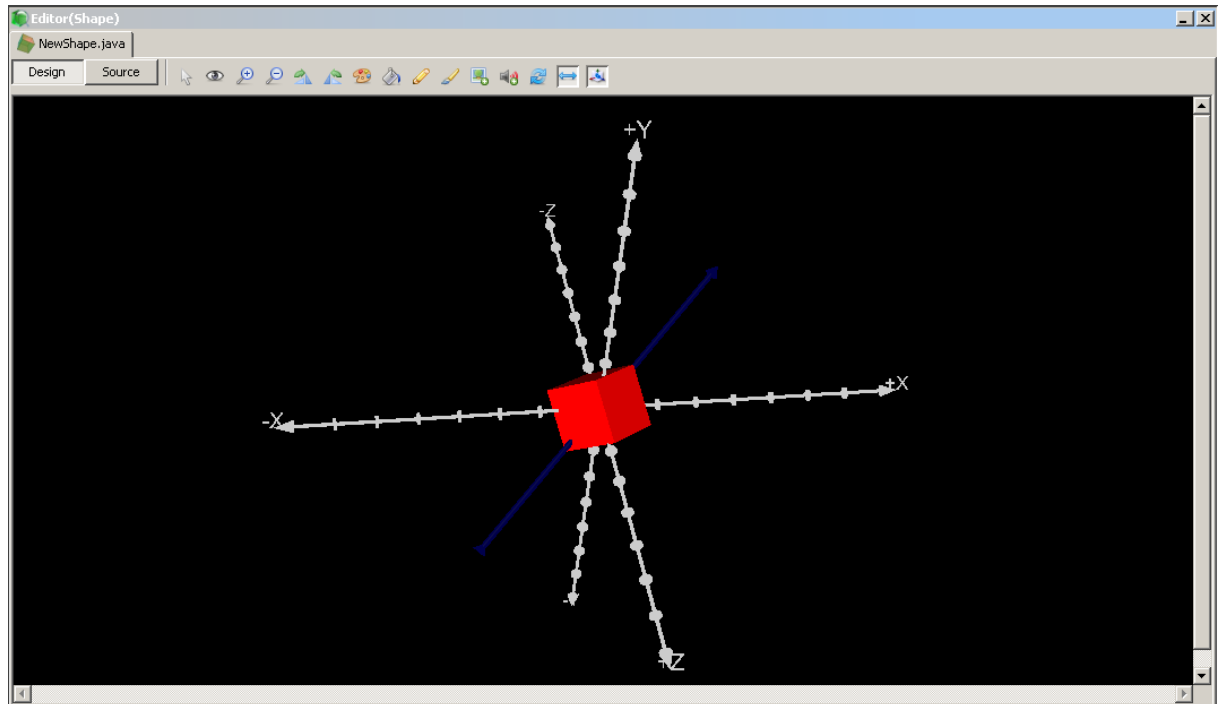 Editor(Shape)
NewShape.java
Design Source
+Y
-Z
+X
-X
+Z